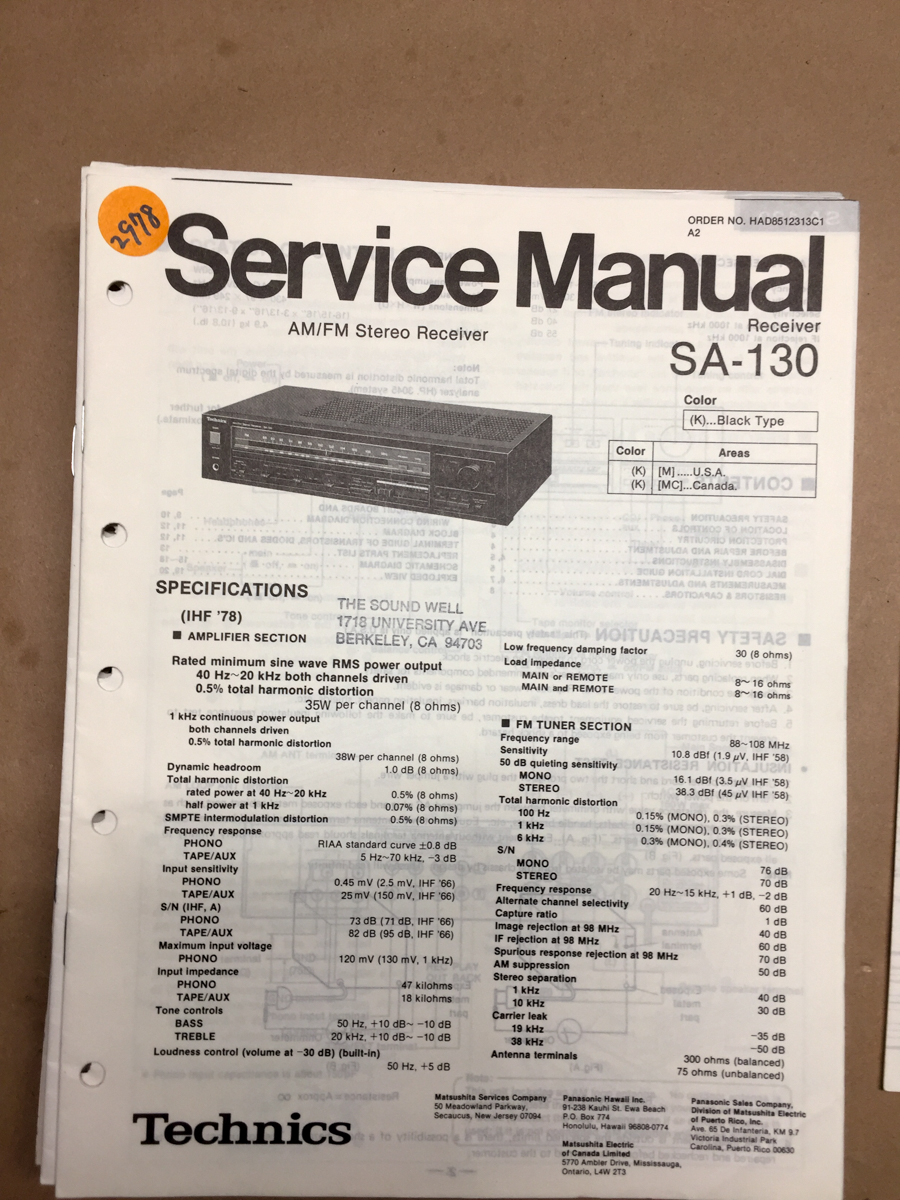 2978
ORDER NO. HAD8512313C1
A2
Service Manual
AM/FM Stereo Receiver
Receiver
SA-130
Color
(K)...Black Type
Color Areas
(K) [M].....U.S.A.
(K) [MC]...Canada.
Technics
SPECIFICATIONS
(IHF '78)
THE SOUND WELL
1718 UNIVERSITY AVE
BERKELEY, CA 94703
■ AMPLIFIER SECTION
Rated minimum sine wave RMS power output
40 Hz~20 kHz both channels driven
0.5% total harmonic distortion
35W per channel (8 ohms)
1 kHz continuous power output
both channels driven
0.5% total harmonic distortion
38W per channel (8 ohms)
Dynamic headroom 1.0 dB (8 ohms)
Total harmonic distortion
rated power at 40 Hz~20 kHz 0.5% (8 ohms)
half power at 1 kHz 0.07% (8 ohms)
SMPTE intermodulation distortion 0.5% (8 ohms)
Frequency response
PHONO RIAA standard curve ±0.8 dB
TAPE/AUX 5 Hz~70 kHz, −3 dB
Input sensitivity
PHONO 0.45 mV (2.5 mV, IHF '66)
TAPE/AUX 25 mV (150 mV, IHF '66)
S/N (IHF, A)
PHONO 73 dB (71 dB, IHF '66)
TAPE/AUX 82 dB (95 dB, IHF '66)
Maximum input voltage
PHONO 120 mV (130 mV, 1 kHz)
Input impedance
PHONO 47 kilohms
TAPE/AUX 18 kilohms
Tone controls
BASS 50 Hz, +10 dB~ −10 dB
TREBLE 20 kHz, +10 dB~ −10 dB
Loudness control (volume at −30 dB) (built-in)
50 Hz, +5 dB
Low frequency damping factor 30 (8 ohms)
Load impedance
MAIN or REMOTE 8~ 16 ohms
MAIN and REMOTE 8~ 16 ohms
■ FM TUNER SECTION
Frequency range 88~108 MHz
Sensitivity 10.8 dBf (1.9 µV, IHF '58)
50 dB quieting sensitivity
MONO 16.1 dBf (3.5 µV, IHF '58)
STEREO 38.3 dBf (45 µV, IHF '58)
Total harmonic distortion
100 Hz 0.15% (MONO), 0.3% (STEREO)
1 kHz 0.15% (MONO), 0.3% (STEREO)
6 kHz 0.3% (MONO), 0.4% (STEREO)
S/N
MONO 76 dB
STEREO 70 dB
Frequency response 20 Hz~15 kHz, +1 dB, −2 dB
Alternate channel selectivity 60 dB
Capture ratio 1 dB
Image rejection at 98 MHz 40 dB
IF rejection at 98 MHz 60 dB
Spurious response rejection at 98 MHz 70 dB
AM suppression 50 dB
Stereo separation
1 kHz 40 dB
10 kHz 30 dB
Carrier leak
19 kHz −35 dB
38 kHz −50 dB
Antenna terminals 300 ohms (balanced)
75 ohms (unbalanced)
Technics
Matsushita Services Company
50 Meadowland Parkway,
Secaucus, New Jersey 07094
Panasonic Hawaii Inc.
91-238 Kauhi St. Ewa Beach
P.O. Box 774
Honolulu, Hawaii 96808-0774
Matsushita Electric
of Canada Limited
5770 Ambler Drive, Mississauga,
Ontario, L4W 2T3
Panasonic Sales Company,
Division of Matsushita Electric
of Puerto Rico, Inc.
Ave. 65 De Infanteria, KM 9.7
Victoria Industrial Park
Carolina, Puerto Rico 00630